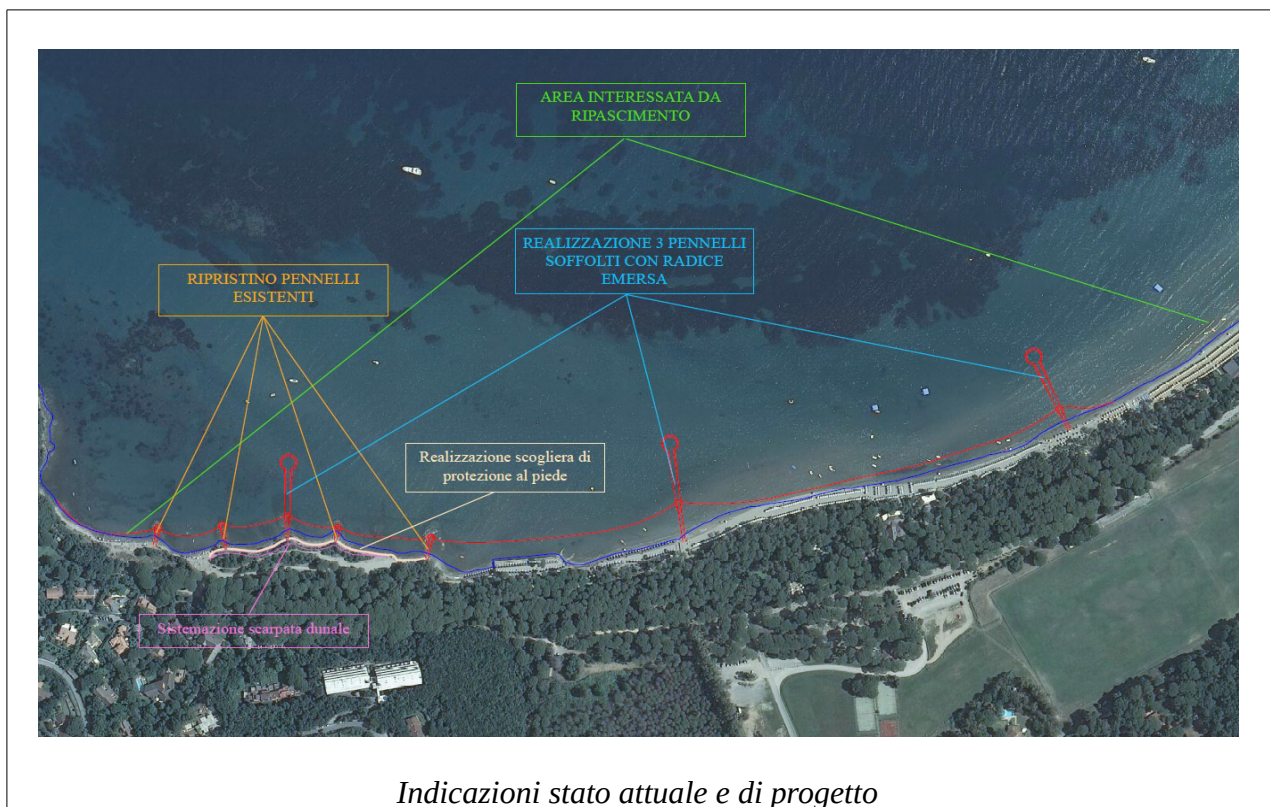 AREA INTERESSATA DA
RIPASCIMENTO
REALIZZAZIONE 3 PENNELLI
SOFFOLTI CON RADICE
EMERSA
RIPRISTINO PENNELLI
ESISTENTI
Realizzazione scogliera di
protezione al piede
Sistemazione scarpata dunale
Indicazioni stato attuale e di progetto